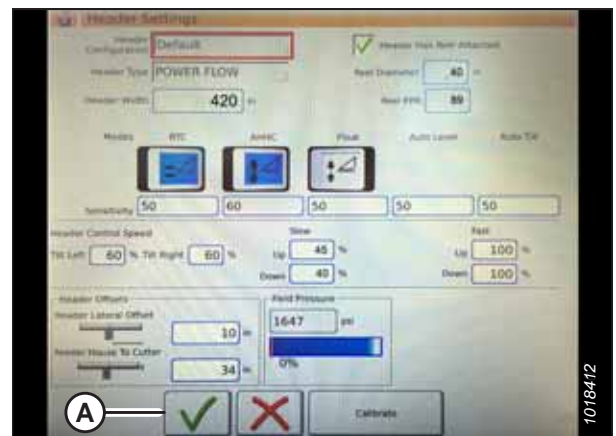 Header Settings
Header Configuration
Default
Header Has Reel Attached
Header Type
POWER FLOW
Reel Diameter
40
in
Header Width
420
in
Reel PPR
89
Modes
RTC
AHHC
Float
Auto Level
Auto Tilt
Sensitivity
50
60
50
50
50
Header Control Speed
Slow
Fast
Tilt Left
60
%
Tilt Right
60
%
Up
%
Up
100
%
Down
40
%
Down
100
%
Header Offsets
Field Pressure
Header Lateral Offset
10
in
1647
psi
Feeder House To Cutter
34
in
0%
A
Calibrate
1018412